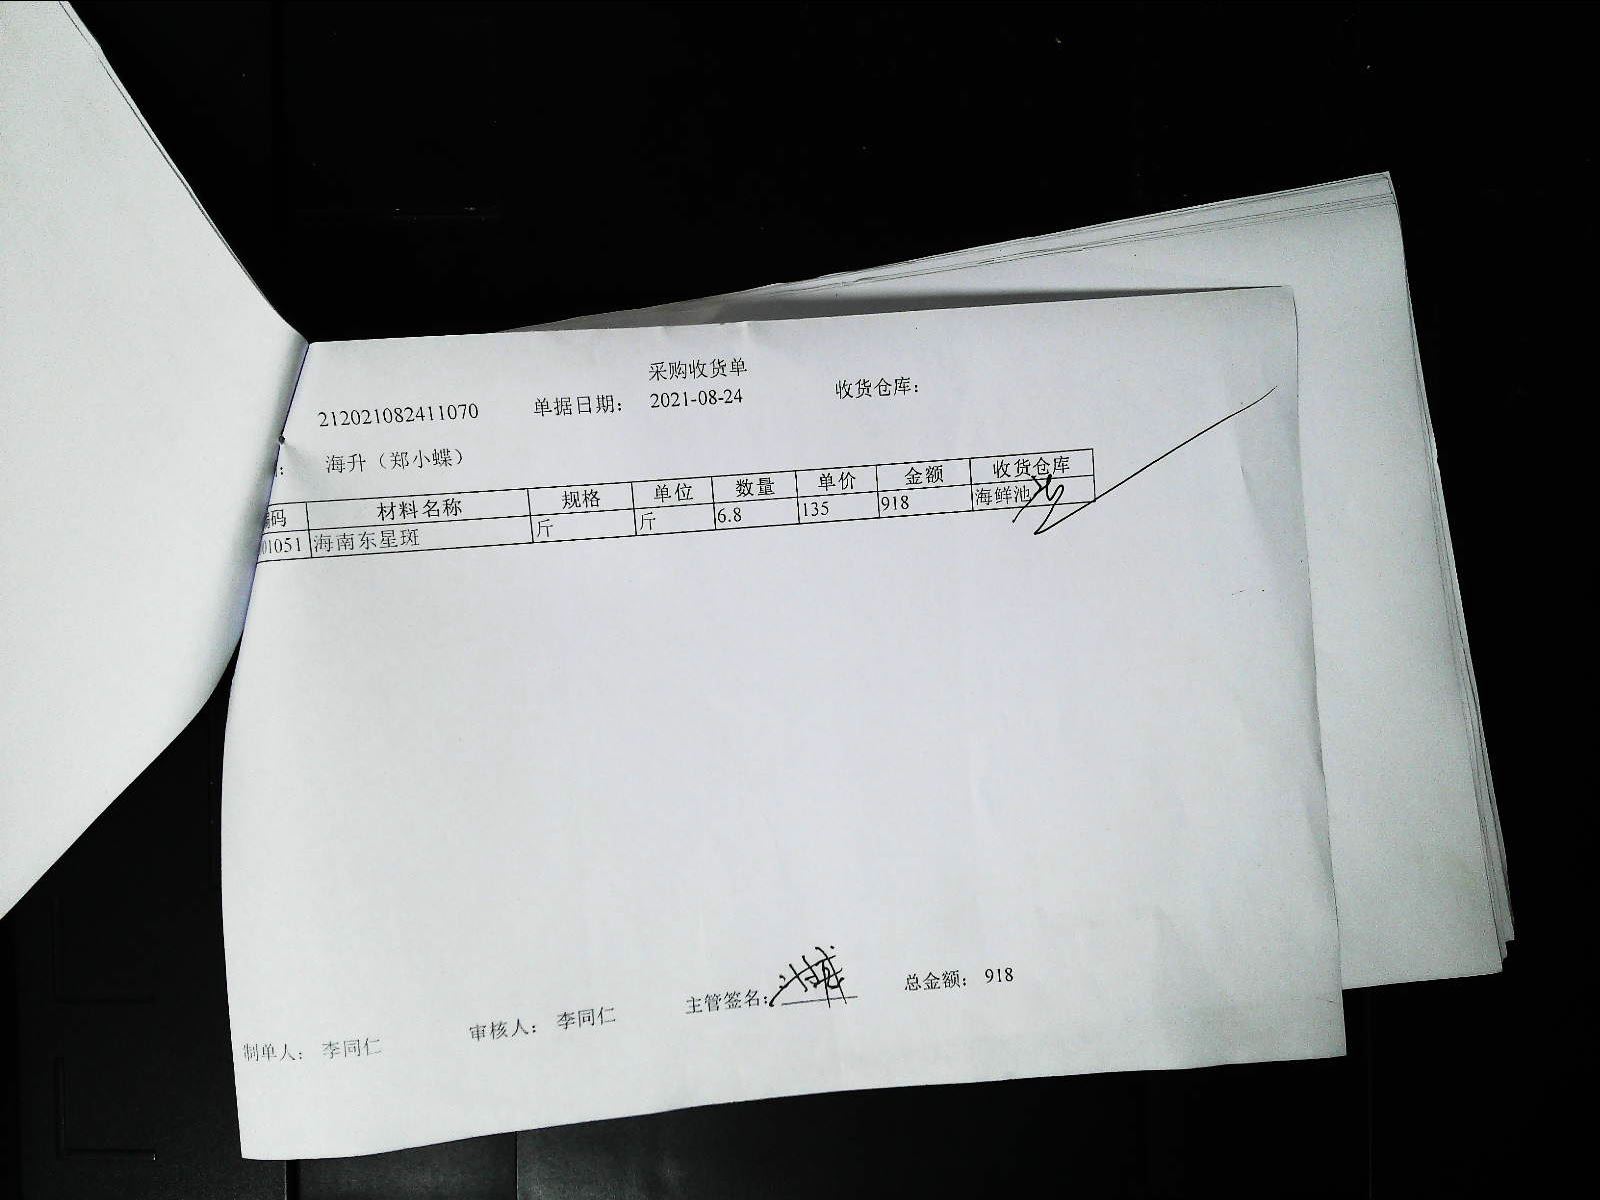 采购收货单
212021082411070 单据日期： 2021-08-24 收货仓库：
： 海升（郑小蝶）
编码 材料名称 规格 单位 数量 单价 金额 收货仓库
01051 海南东星斑 斤 斤 6.8 135 918 海鲜池
制单人： 李同仁 审核人： 李同仁 主管签名： 总金额： 918